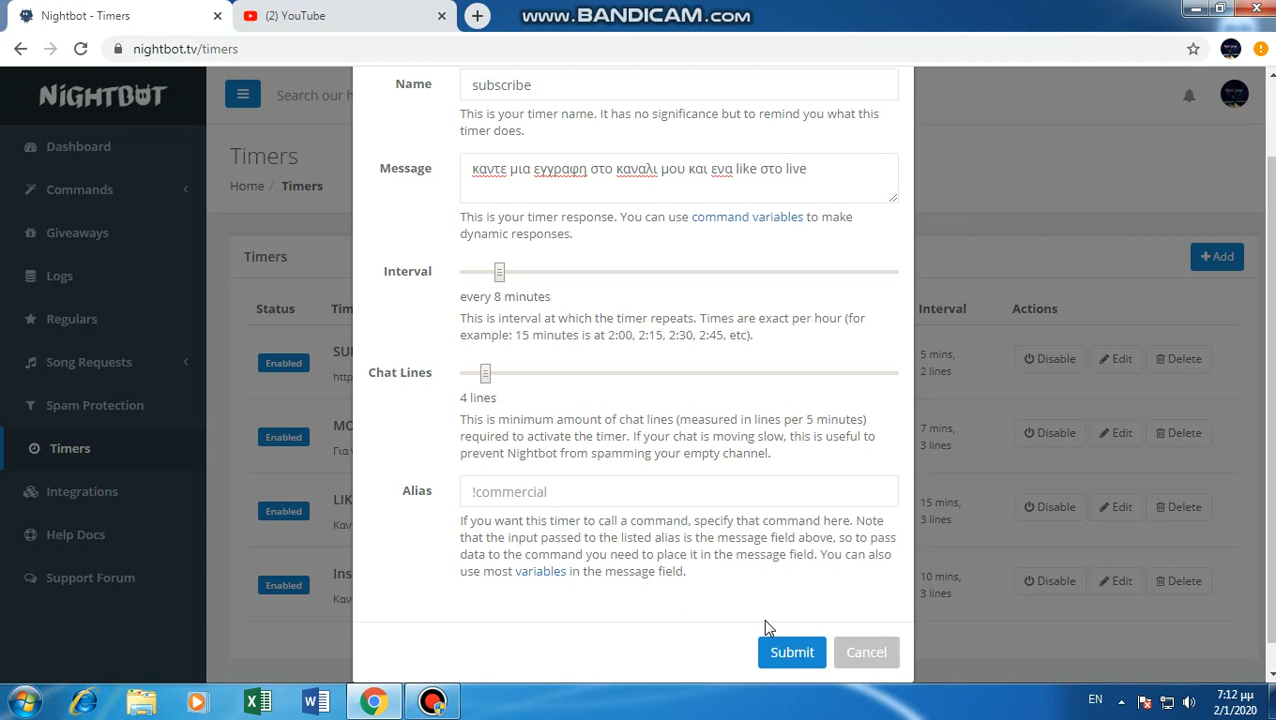 Nightbot - Timers
(2) YouTube
www.BANDICAM.com
nightbot.tv/timers
NIGHTBOT
Search our h
Dashboard
Commands
Giveaways
Logs
Regulars
Song Requests
Spam Protection
Timers
Integrations
Help Docs
Support Forum
Timers
Home / Timers
Timers
Add
Status
Interval
Actions
Enabled
5 mins,
2 lines
Disable
Edit
Delete
Enabled
7 mins,
3 lines
Disable
Edit
Delete
Enabled
15 mins,
3 lines
Disable
Edit
Delete
Enabled
10 mins,
3 lines
Disable
Edit
Delete
Name
subscribe
This is your timer name. It has no significance but to remind you what this
timer does.
Message
καντε μια εγγραφη στο καναλι μου και ενα like στο live
This is your timer response. You can use command variables to make
dynamic responses.
Interval
every 8 minutes
This is interval at which the timer repeats. Times are exact per hour (for
example: 15 minutes is at 2:00, 2:15, 2:30, 2:45, etc).
Chat Lines
4 lines
This is minimum amount of chat lines (measured in lines per 5 minutes)
required to activate the timer. If your chat is moving slow, this is useful to
prevent Nightbot from spamming your empty channel.
Alias
!commercial
If you want this timer to call a command, specify that command here. Note
that the input passed to the listed alias is the message field above, so to pass
data to the command you need to place it in the message field. You can also
use most variables in the message field.
Submit
Cancel
EN
7:12 μμ
2/1/2020